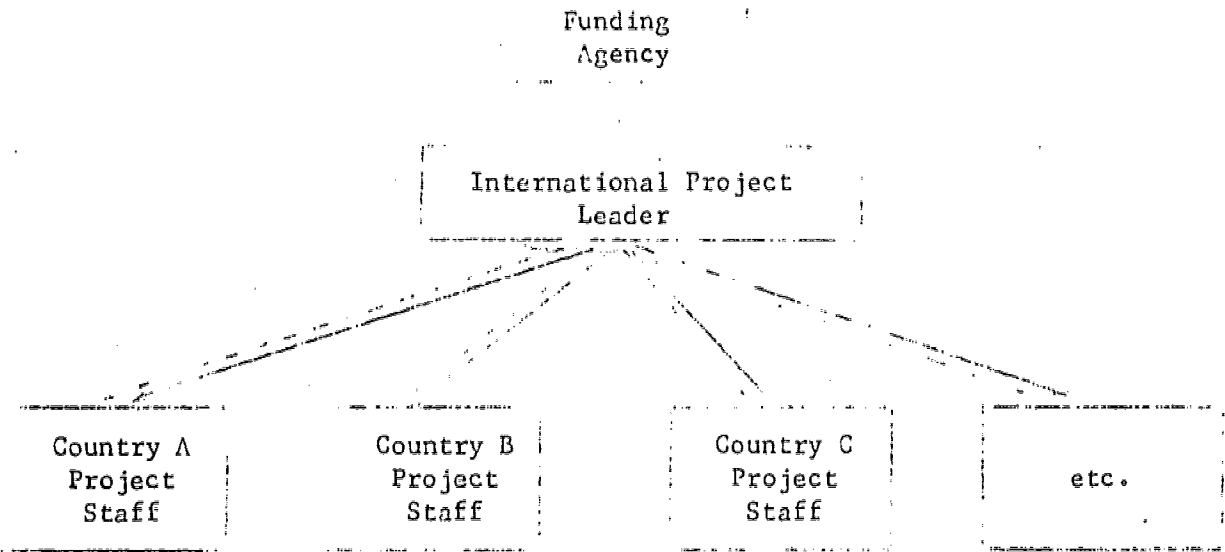 Funding
Agency
International Project
Leader
Country A
Project
Staff
Country B
Project
Staff
Country C
Project
Staff
etc.